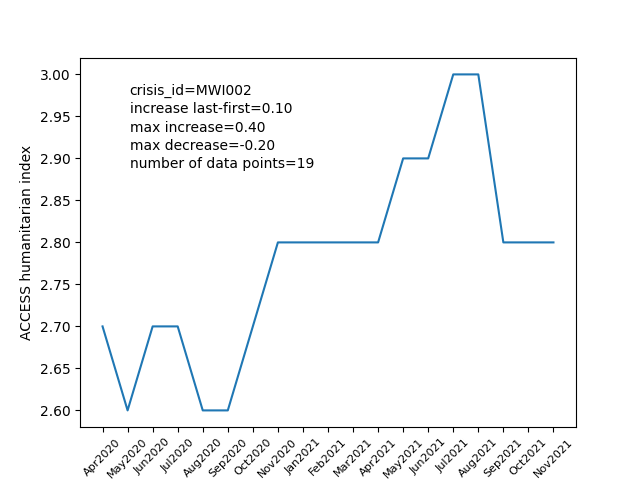 crisis_id=MWI002
increase last-first=0.10
max increase=0.40
max decrease=-0.20
number of data points=19
ACCESS humanitarian index
3.00
2.95
2.90
2.85
2.80
2.75
2.70
2.65
2.60
Apr2020
May2020
Jun2020
Jul2020
Aug2020
Sep2020
Oct2020
Nov2020
Jan2021
Feb2021
Mar2021
Apr2021
May2021
Jun2021
Jul2021
Aug2021
Sep2021
Oct2021
Nov2021